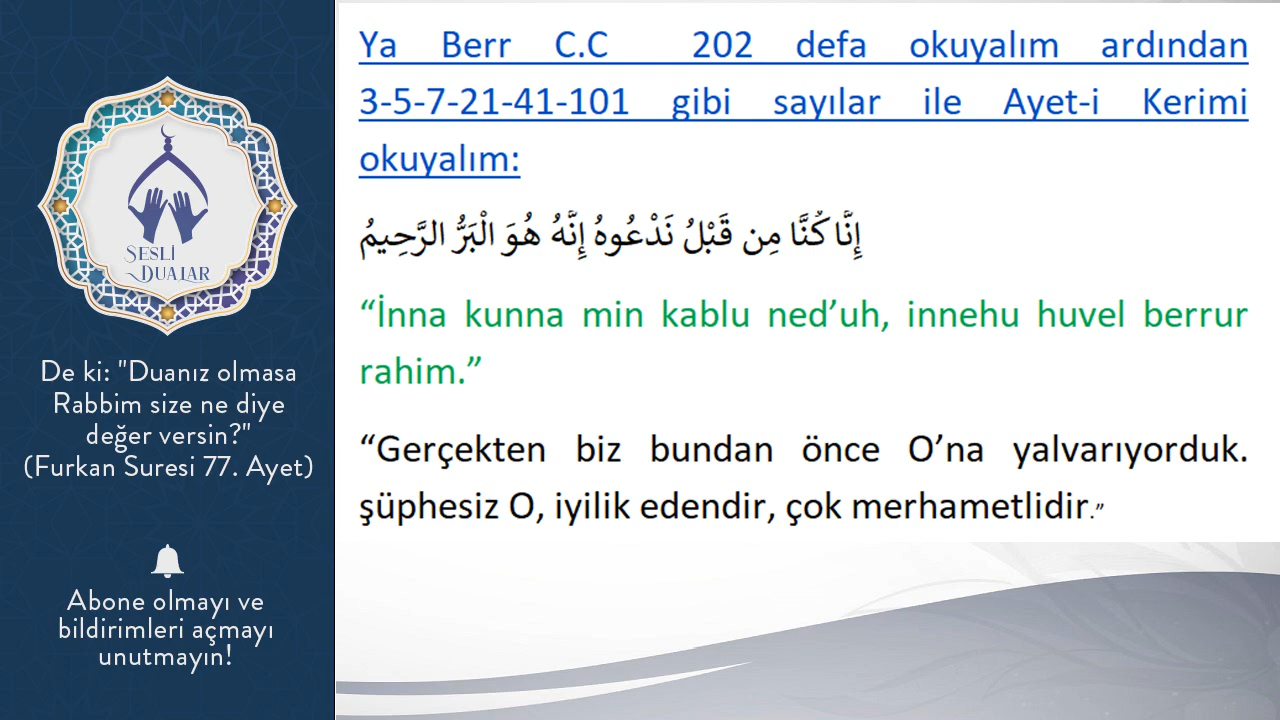 SESLİ
DUALAR
De ki: "Duanız olmasa
Rabbim size ne diye
değer versin?"
(Furkan Suresi 77. Ayet)
Abone olmayı ve
bildirimleri açmayı
unutmayın!
Ya Berr C.C 202 defa okuyalım ardından
3-5-7-21-41-101 gibi sayılar ile Ayet-i Kerimi
okuyalım:
إِنَّا كُنَّا مِن قَبْلُ نَدْعُوهُ إِنَّهُ هُوَ الْبَرُّ الرَّحِيمُ
“İnna kunna min kablu ned’uh, innehu huvel berrur
rahim.”
“Gerçekten biz bundan önce O’na yalvarıyorduk.
şüphesiz O, iyilik edendir, çok merhametlidir.”